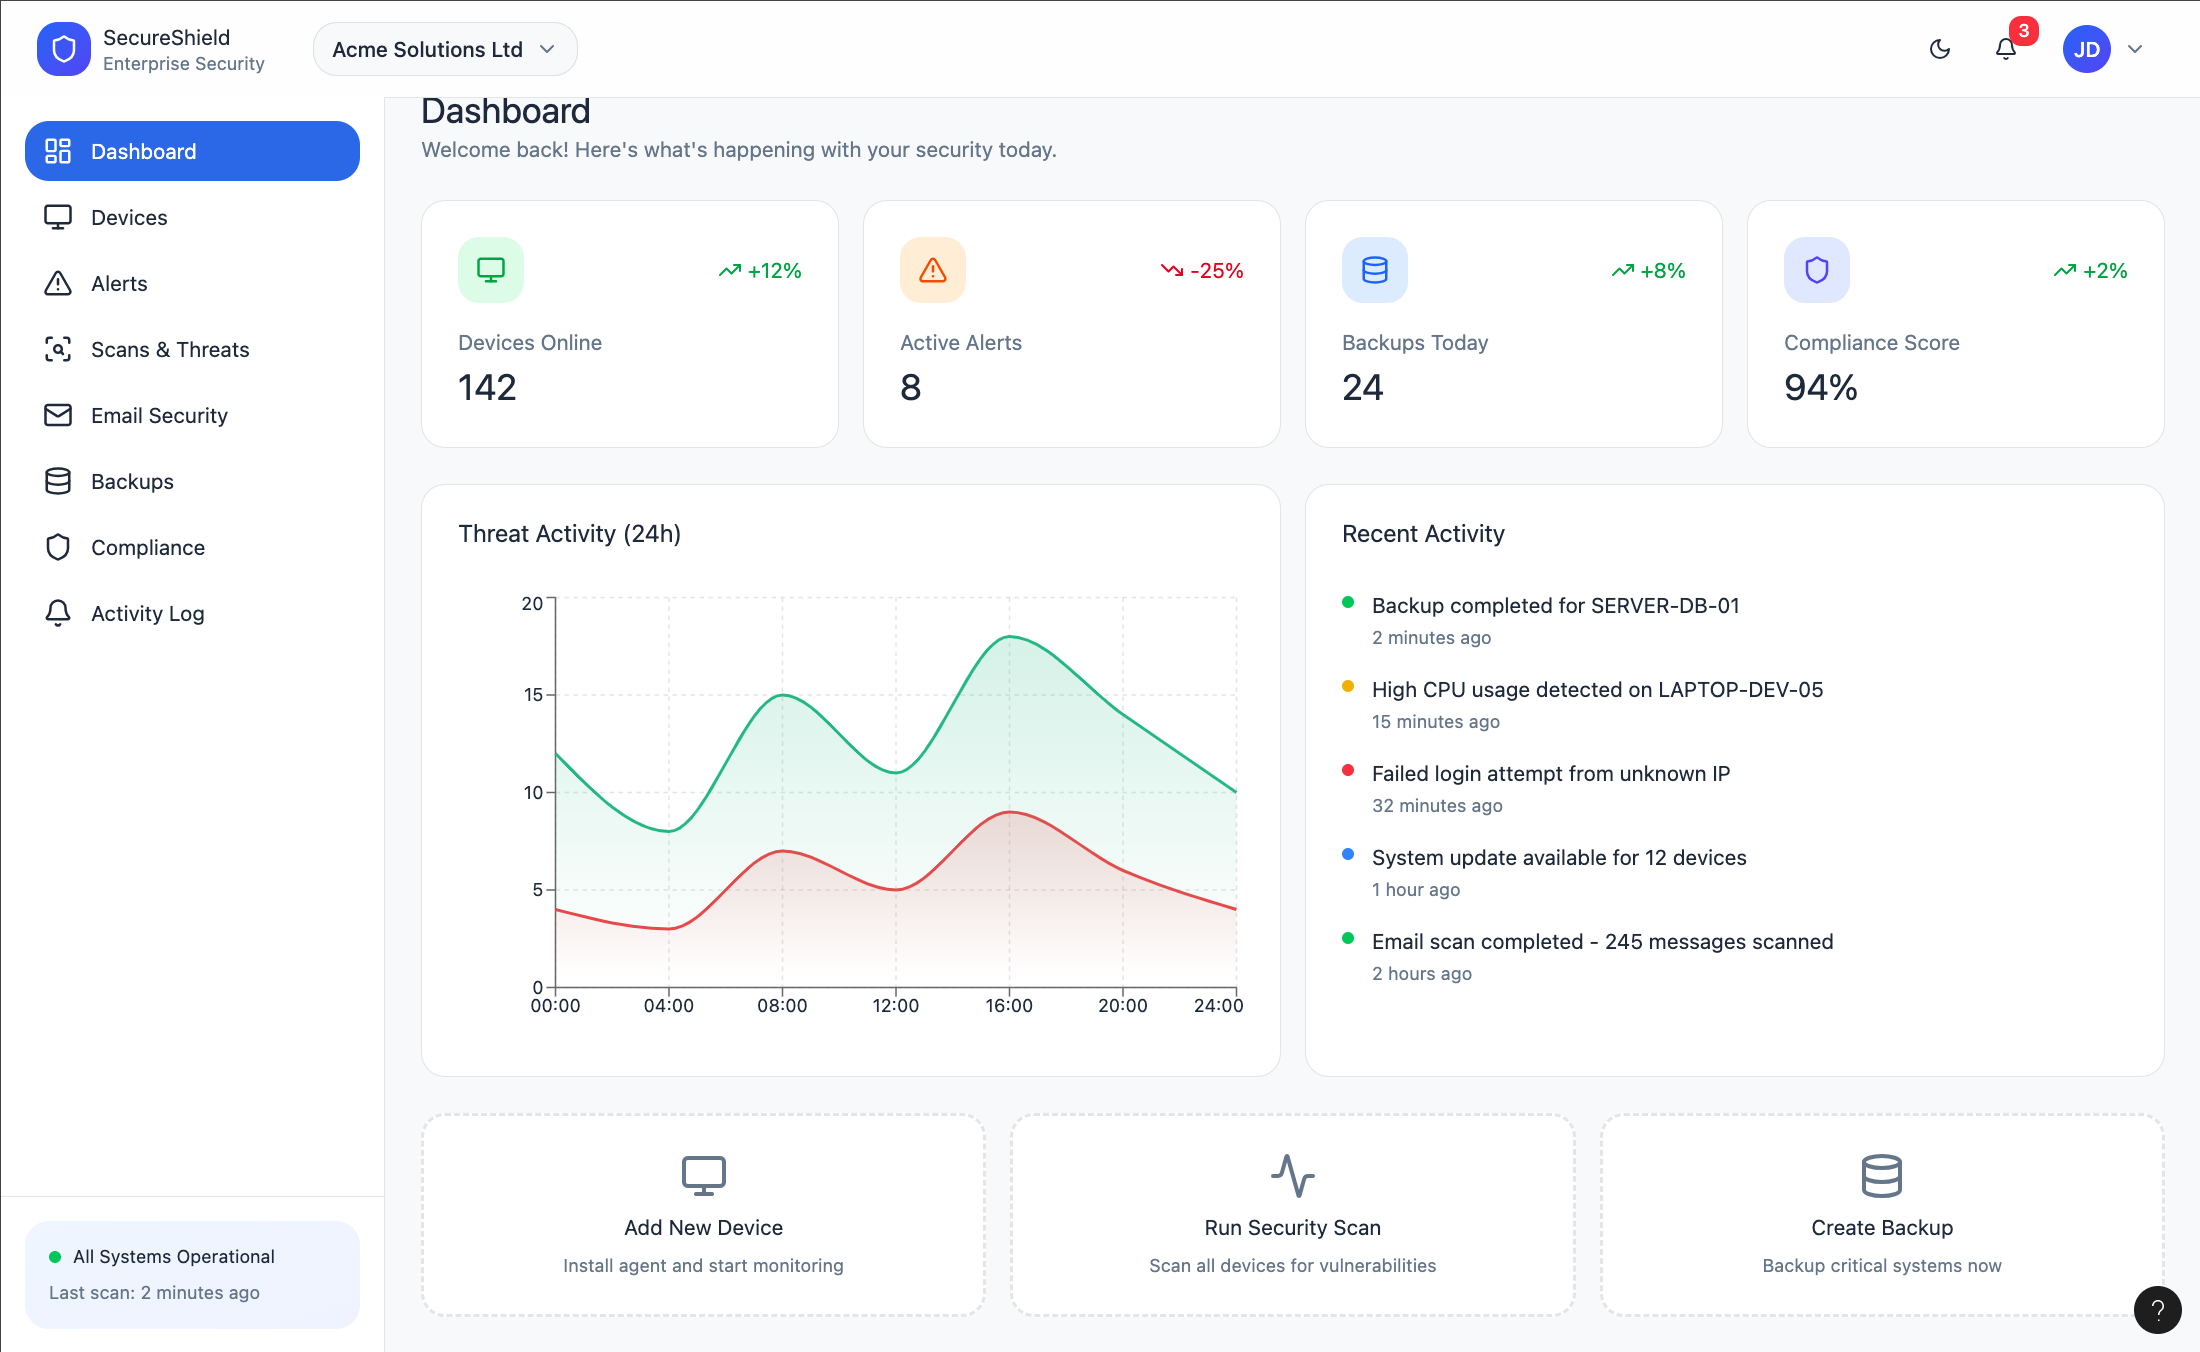 SecureShield
Enterprise Security
Acme Solutions Ltd
3
JD
Dashboard
Devices
Alerts
Scans & Threats
Email Security
Backups
Compliance
Activity Log
All Systems Operational
Last scan: 2 minutes ago
Dashboard
Welcome back! Here's what's happening with your security today.
+12%
Devices Online
142
-25%
Active Alerts
8
+8%
Backups Today
24
+2%
Compliance Score
94%
Threat Activity (24h)
20
15
10
5
0
00:00 04:00 08:00 12:00 16:00 20:00 24:00
Recent Activity
Backup completed for SERVER-DB-01
2 minutes ago
High CPU usage detected on LAPTOP-DEV-05
15 minutes ago
Failed login attempt from unknown IP
32 minutes ago
System update available for 12 devices
1 hour ago
Email scan completed - 245 messages scanned
2 hours ago
Add New Device
Install agent and start monitoring
Run Security Scan
Scan all devices for vulnerabilities
Create Backup
Backup critical systems now
?